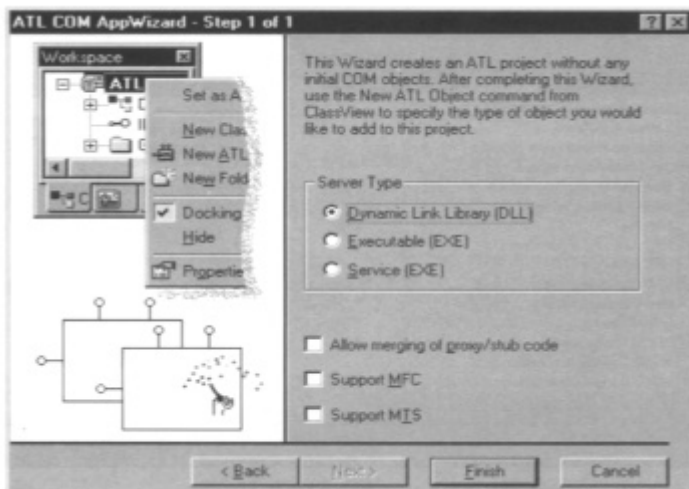 ATL COM AppWizard - Step 1 of 1
Workspace
ATL
Set as A
New Clas
New ATL
New Fold
Docking
Hide
Propertie
This Wizard creates an ATL project without any
initial COM objects. After completing this Wizard,
use the New ATL Object command from
ClassView to specify the type of object you would
like to add to this project.
Server Type
Dynamic Link Library (DLL)
Executable (EXE)
Service (EXE)
Allow merging of proxy/stub code
Support MFC
Support MTS
< Back
Next >
Finish
Cancel